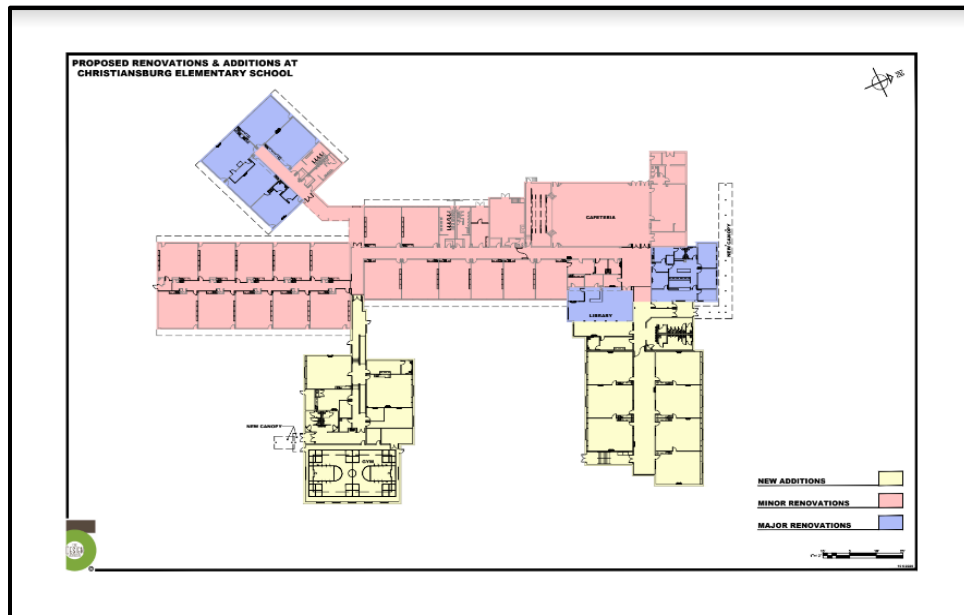 PROPOSED RENOVATIONS & ADDITIONS AT
CHRISTIANSBURG ELEMENTARY SCHOOL
CAFETERIA
NEW CANOPY
LIBRARY
NEW CANOPY
GYM
NEW ADDITIONS
MINOR RENOVATIONS
MAJOR RENOVATIONS
DESIGN